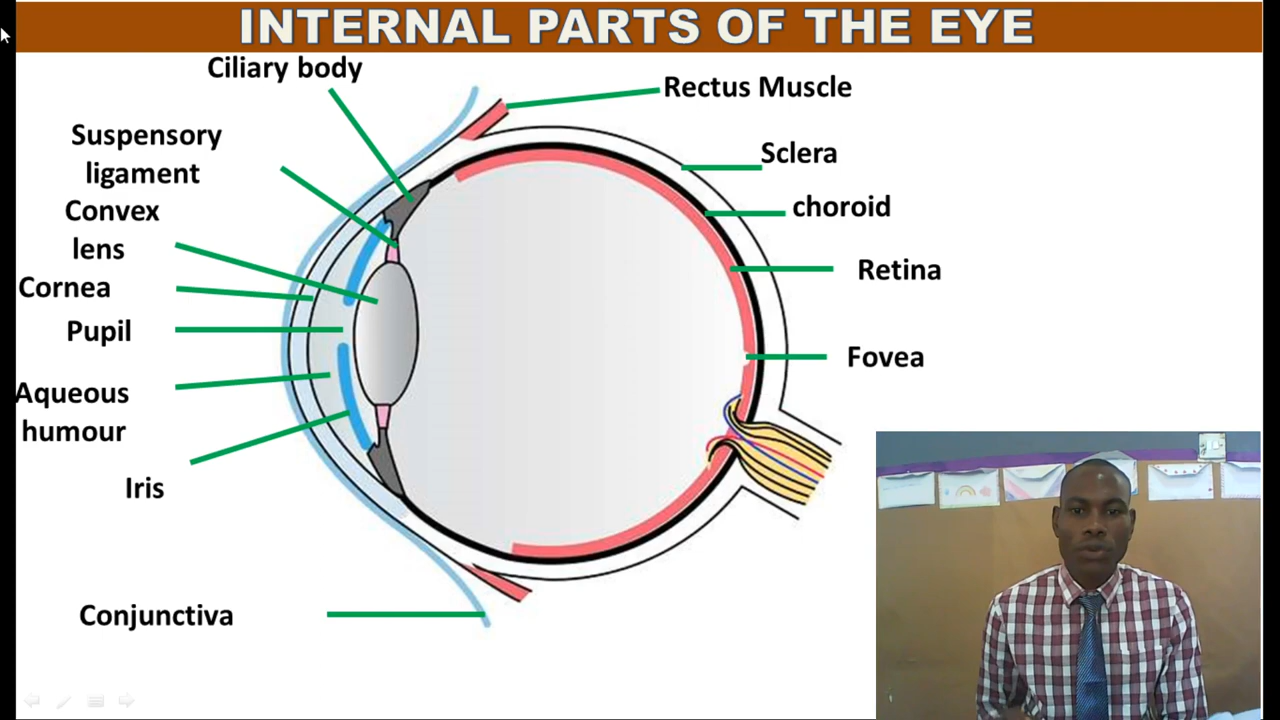 INTERNAL PARTS OF THE EYE
Ciliary body
Rectus Muscle
Suspensory
ligament
Sclera
Convex
lens
choroid
Retina
Cornea
Pupil
Fovea
Aqueous
humour
Iris
Conjunctiva